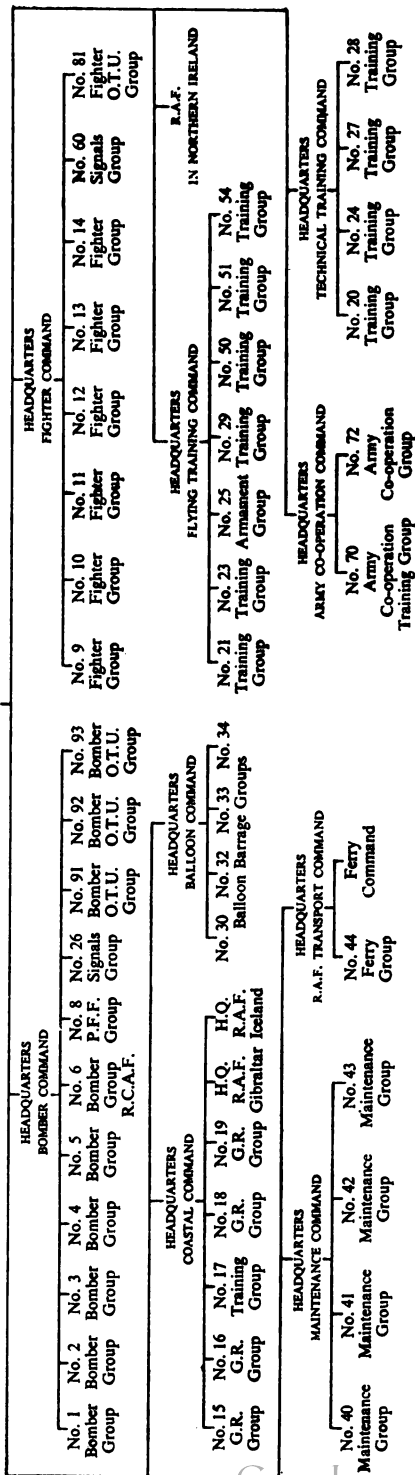 HEADQUARTERS
BOMBER COMMAND
No. 1
Bomber
Group
No. 2
Bomber
Group
No. 3
Bomber
Group
No. 4
Bomber
Group
No. 5
Bomber
Group
No. 6
Bomber
Group
R.C.A.F.
No. 8
P.F.F.
Group
No. 26
Signals
Group
No. 91
Bomber
O.T.U.
Group
No. 92
Bomber
O.T.U.
Group
No. 93
Bomber
O.T.U.
Group
HEADQUARTERS
FIGHTER COMMAND
No. 9
Fighter
Group
No. 10
Fighter
Group
No. 11
Fighter
Group
No. 12
Fighter
Group
No. 13
Fighter
Group
No. 14
Fighter
Group
No. 60
Signals
Group
No. 81
Fighter
O.T.U.
Group
HEADQUARTERS
COASTAL COMMAND
No. 15
G.R.
Group
No. 16
G.R.
Group
No. 17
Training
Group
No. 18
G.R.
Group
No. 19
G.R.
Group
H.Q.
R.A.F.
Gibraltar
H.Q.
R.A.F.
Iceland
HEADQUARTERS
BALLOON COMMAND
No. 30 No. 32 No. 33 No. 34
Balloon Barrage Groups
HEADQUARTERS
FLYING TRAINING COMMAND
No. 21
Training
Group
No. 23
Training
Group
No. 25
Armament
Group
No. 29
Training
Group
No. 50
Training
Group
No. 51
Training
Group
No. 54
Training
Group
R.A.F.
IN NORTHERN IRELAND
HEADQUARTERS
MAINTENANCE COMMAND
No. 40
Maintenance
Group
No. 41
Maintenance
Group
No. 42
Maintenance
Group
No. 43
Maintenance
Group
HEADQUARTERS
R.A.F. TRANSPORT COMMAND
No. 44
Ferry
Group
Ferry
Command
HEADQUARTERS
ARMY CO-OPERATION COMMAND
No. 70
Army
Co-operation
Training Group
No. 72
Army
Co-operation
Group
HEADQUARTERS
TECHNICAL TRAINING COMMAND
No. 20
Training
Group
No. 24
Training
Group
No. 27
Training
Group
No. 28
Training
Group